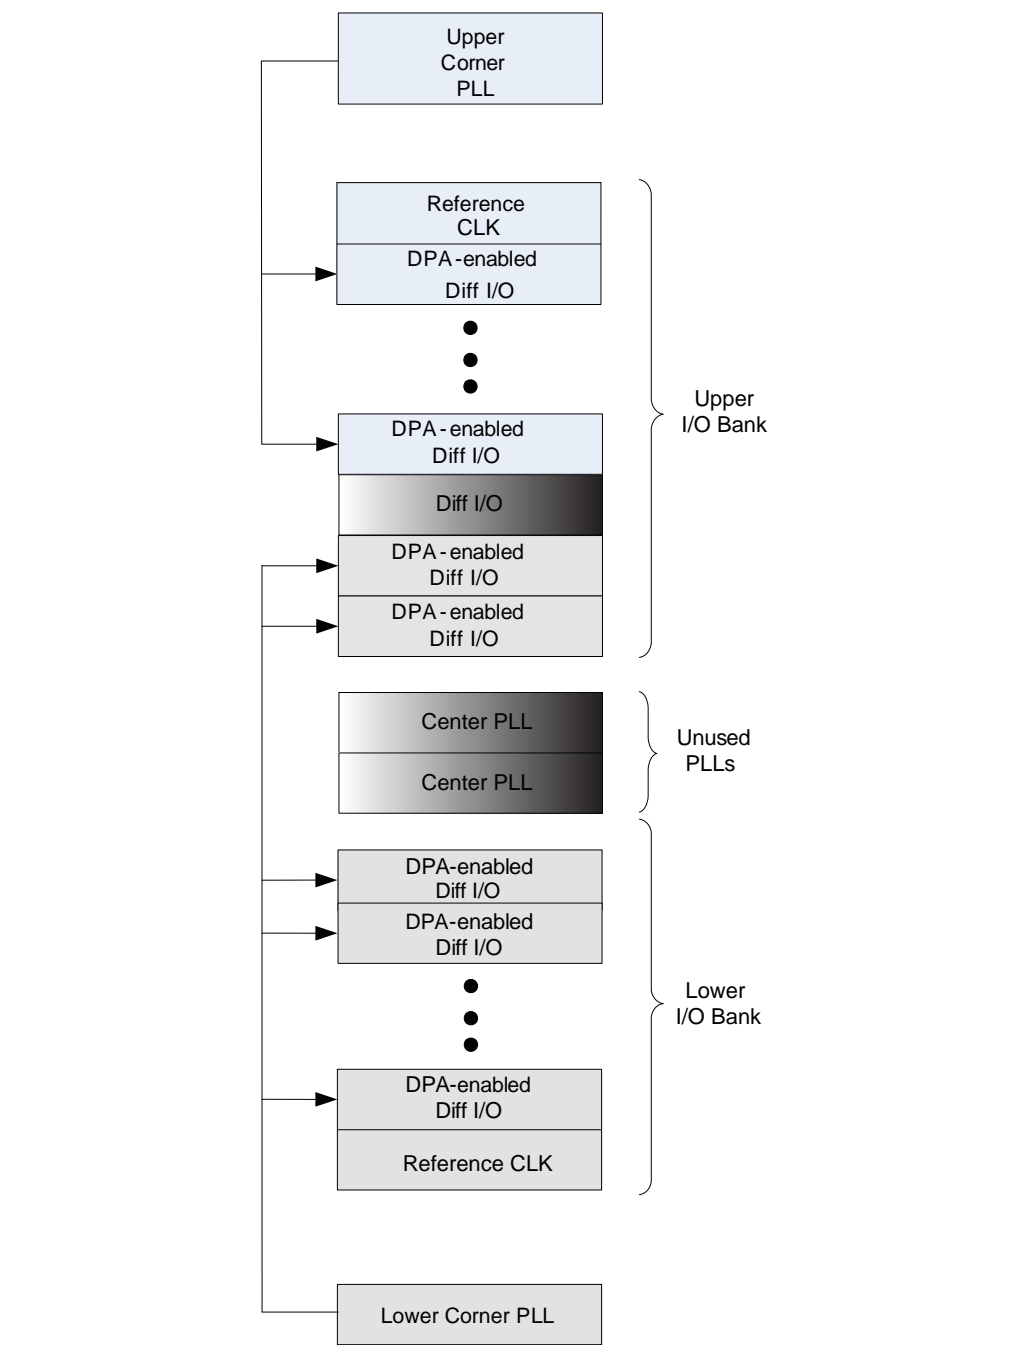 Upper
Corner
PLL
Reference
CLK
DPA-enabled
Diff I/O
DPA-enabled
Diff I/O
Diff I/O
DPA-enabled
Diff I/O
DPA-enabled
Diff I/O
Upper
I/O Bank
Center PLL
Center PLL
Unused
PLLs
DPA-enabled
Diff I/O
DPA-enabled
Diff I/O
DPA-enabled
Diff I/O
Reference CLK
Lower
I/O Bank
Lower Corner PLL